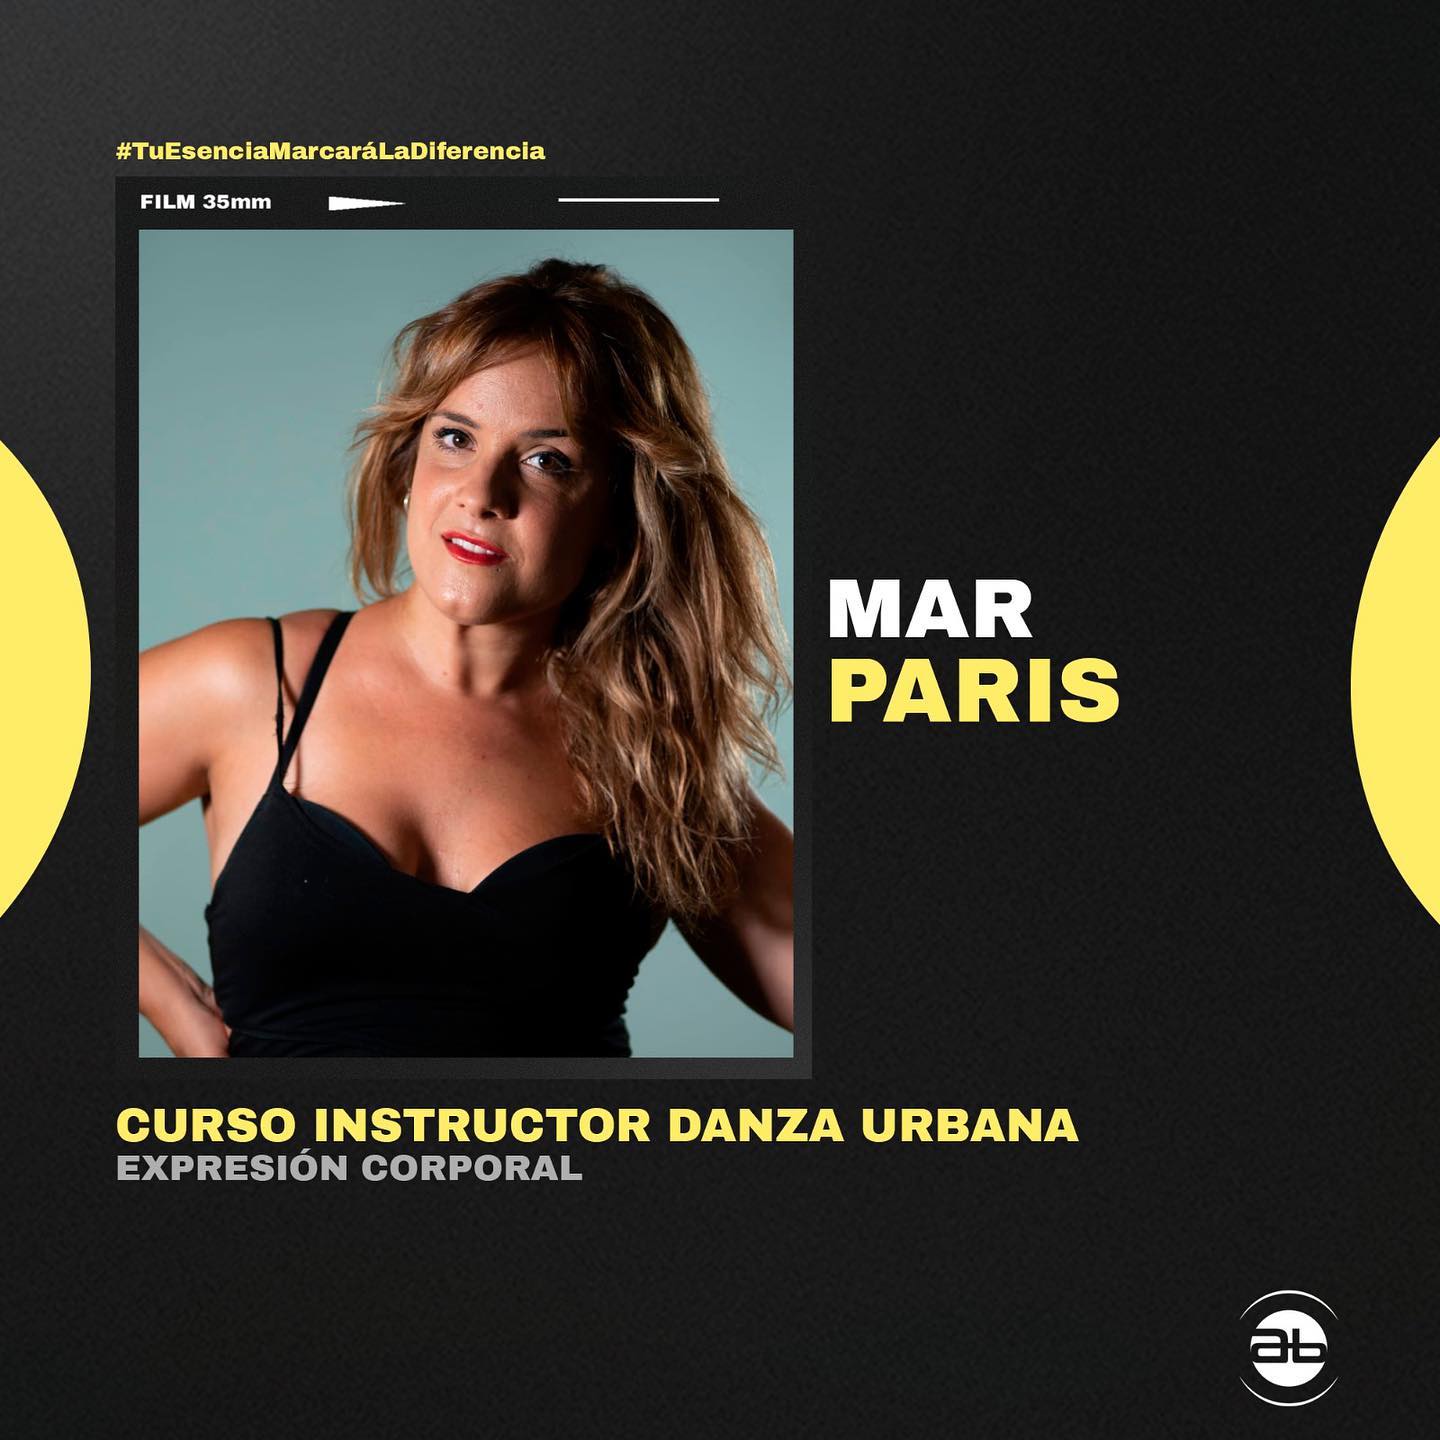 #TuEsenciaMarcaráLaDiferencia
FILM 35mm
MAR
PARIS
CURSO INSTRUCTOR DANZA URBANA
EXPRESIÓN CORPORAL
ab